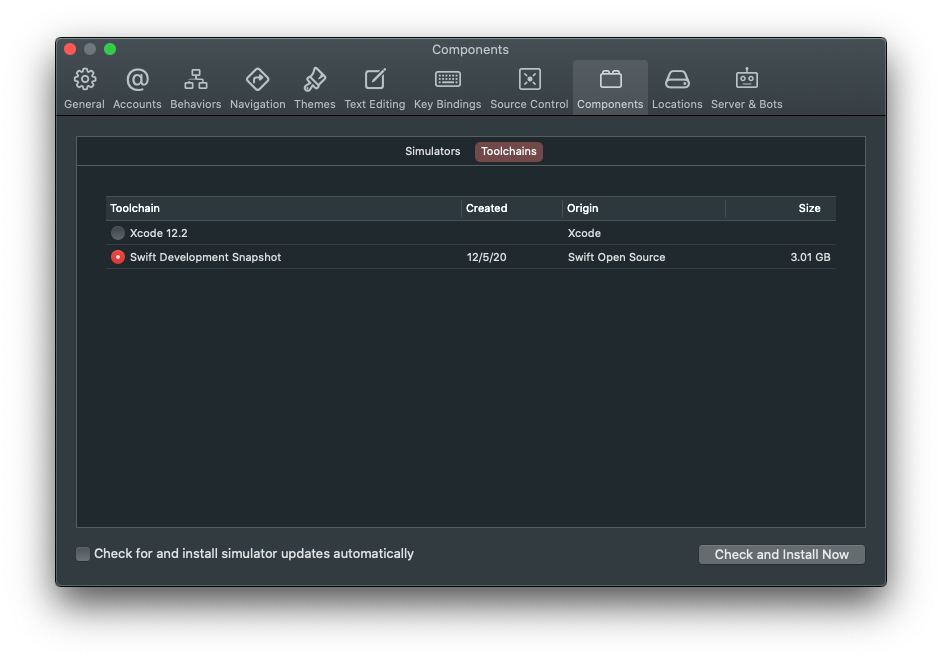 Components
General Accounts Behaviors Navigation Themes Text Editing Key Bindings Source Control Components Locations Server & Bots
Simulators Toolchains
Toolchain Created Origin Size
Xcode 12.2 Xcode
Swift Development Snapshot 12/5/20 Swift Open Source 3.01 GB
Check for and install simulator updates automatically Check and Install Now